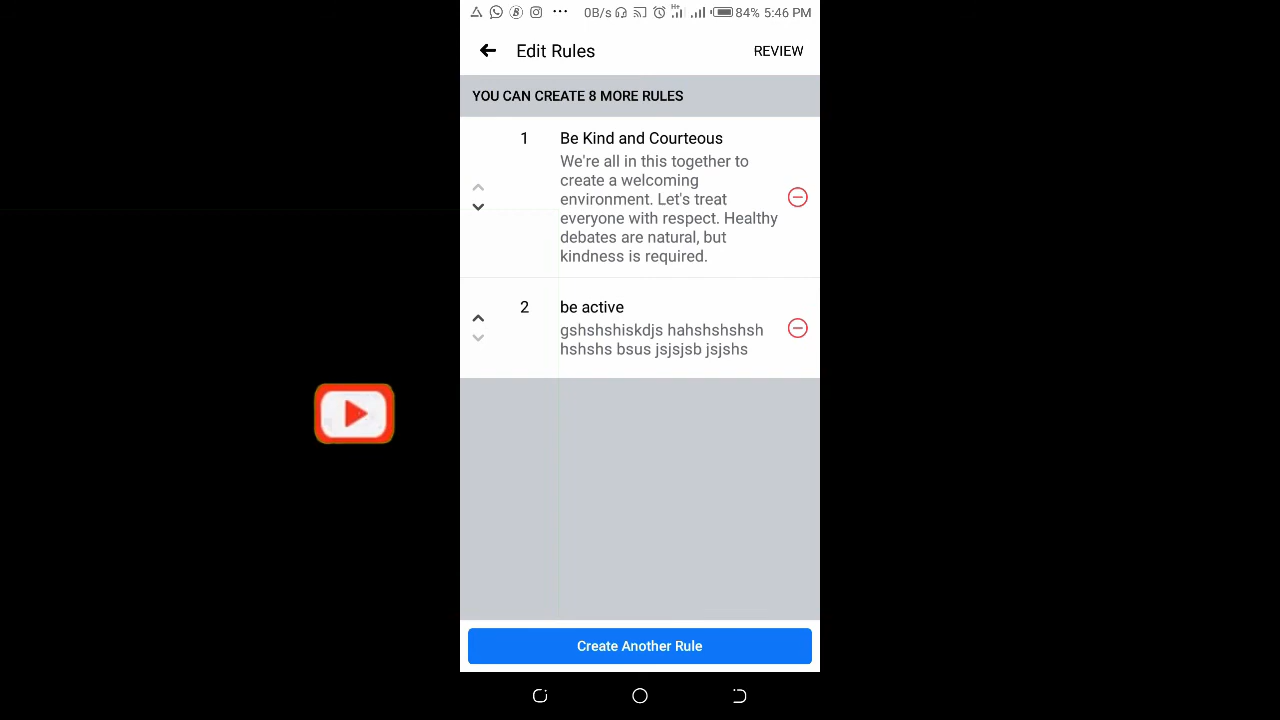 0B/s H+ 84% 5:46 PM
Edit Rules REVIEW
YOU CAN CREATE 8 MORE RULES
1 Be Kind and Courteous
We're all in this together to
create a welcoming
environment. Let's treat
everyone with respect. Healthy
debates are natural, but
kindness is required.
2 be active
gshshshiskdjs hahshshshsh
hshshs bsus jsjsjsb jsjshs
Create Another Rule